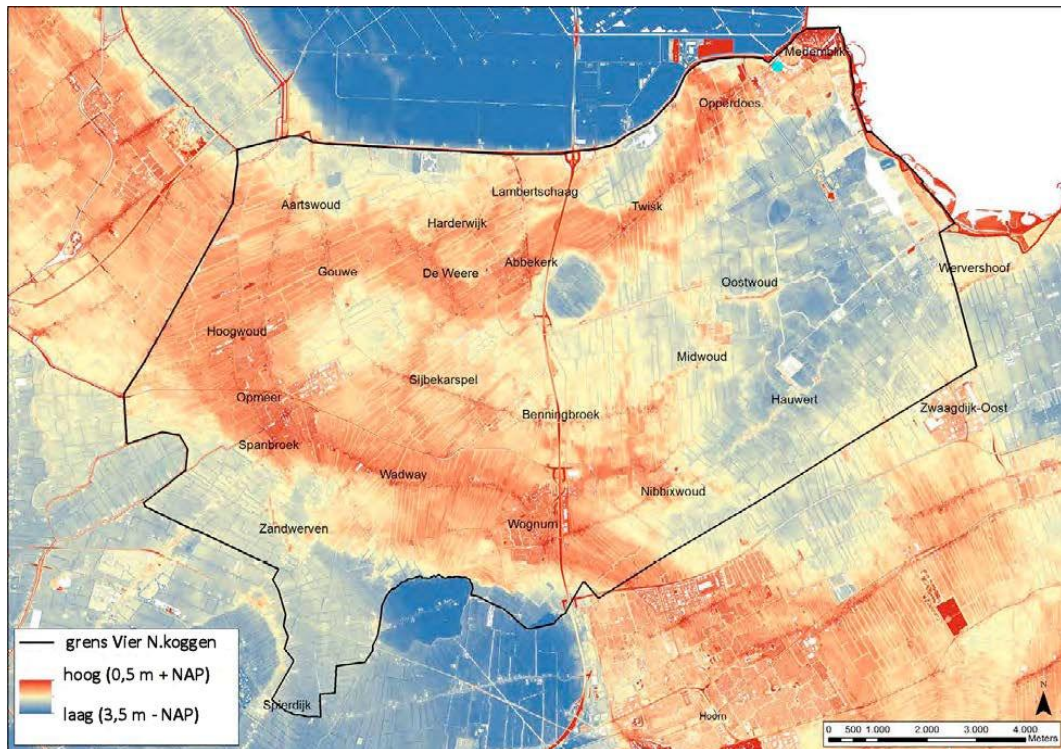 Medemblik
Opperdoes
Lambertschaag
Aartswoud
Twisk
Harderwijk
Abbekerk
Wervershoof
Gouwe
De Weere
Oostwoud
Hoogwoud
Midwoud
Sijbekarspel
Opmeer
Hauwert
Benningbroek
Zwaagdijk-Oost
Spanbroek
Wadway
Nibbixwoud
Wognum
Zandwerven
grens Vier N.koggen
hoog (0,5 m + NAP)
laag (3,5 m - NAP)
Spierdijk
Hoorn
N
0 500 1.000 2.000 3.000 4.000
Meters